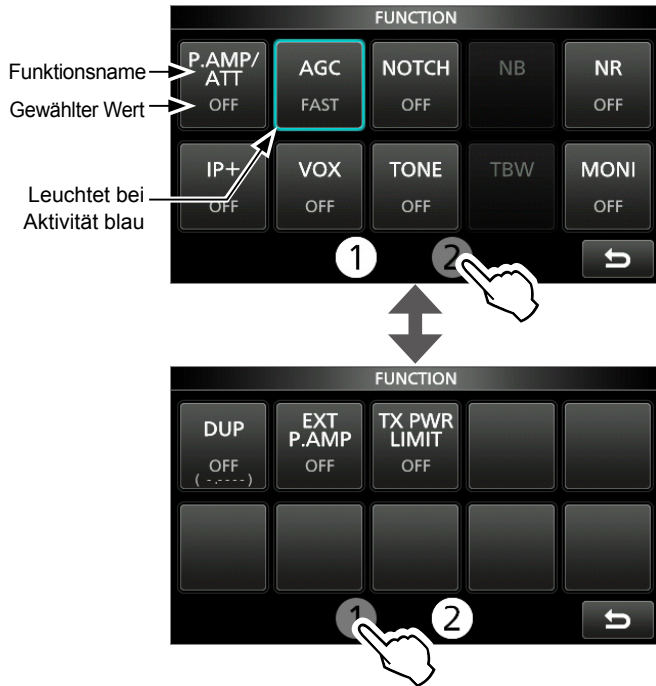 FUNCTION
Funktionsname
Gewählter Wert
Leuchtet bei
Aktivität blau
P.AMP/
ATT
OFF
AGC
FAST
NOTCH
OFF
NB
NR
OFF
IP+
OFF
VOX
OFF
TONE
OFF
TBW
MONI
OFF
1
2
FUNCTION
DUP
OFF
( -.----)
EXT
P.AMP
OFF
TX PWR
LIMIT
OFF
1
2